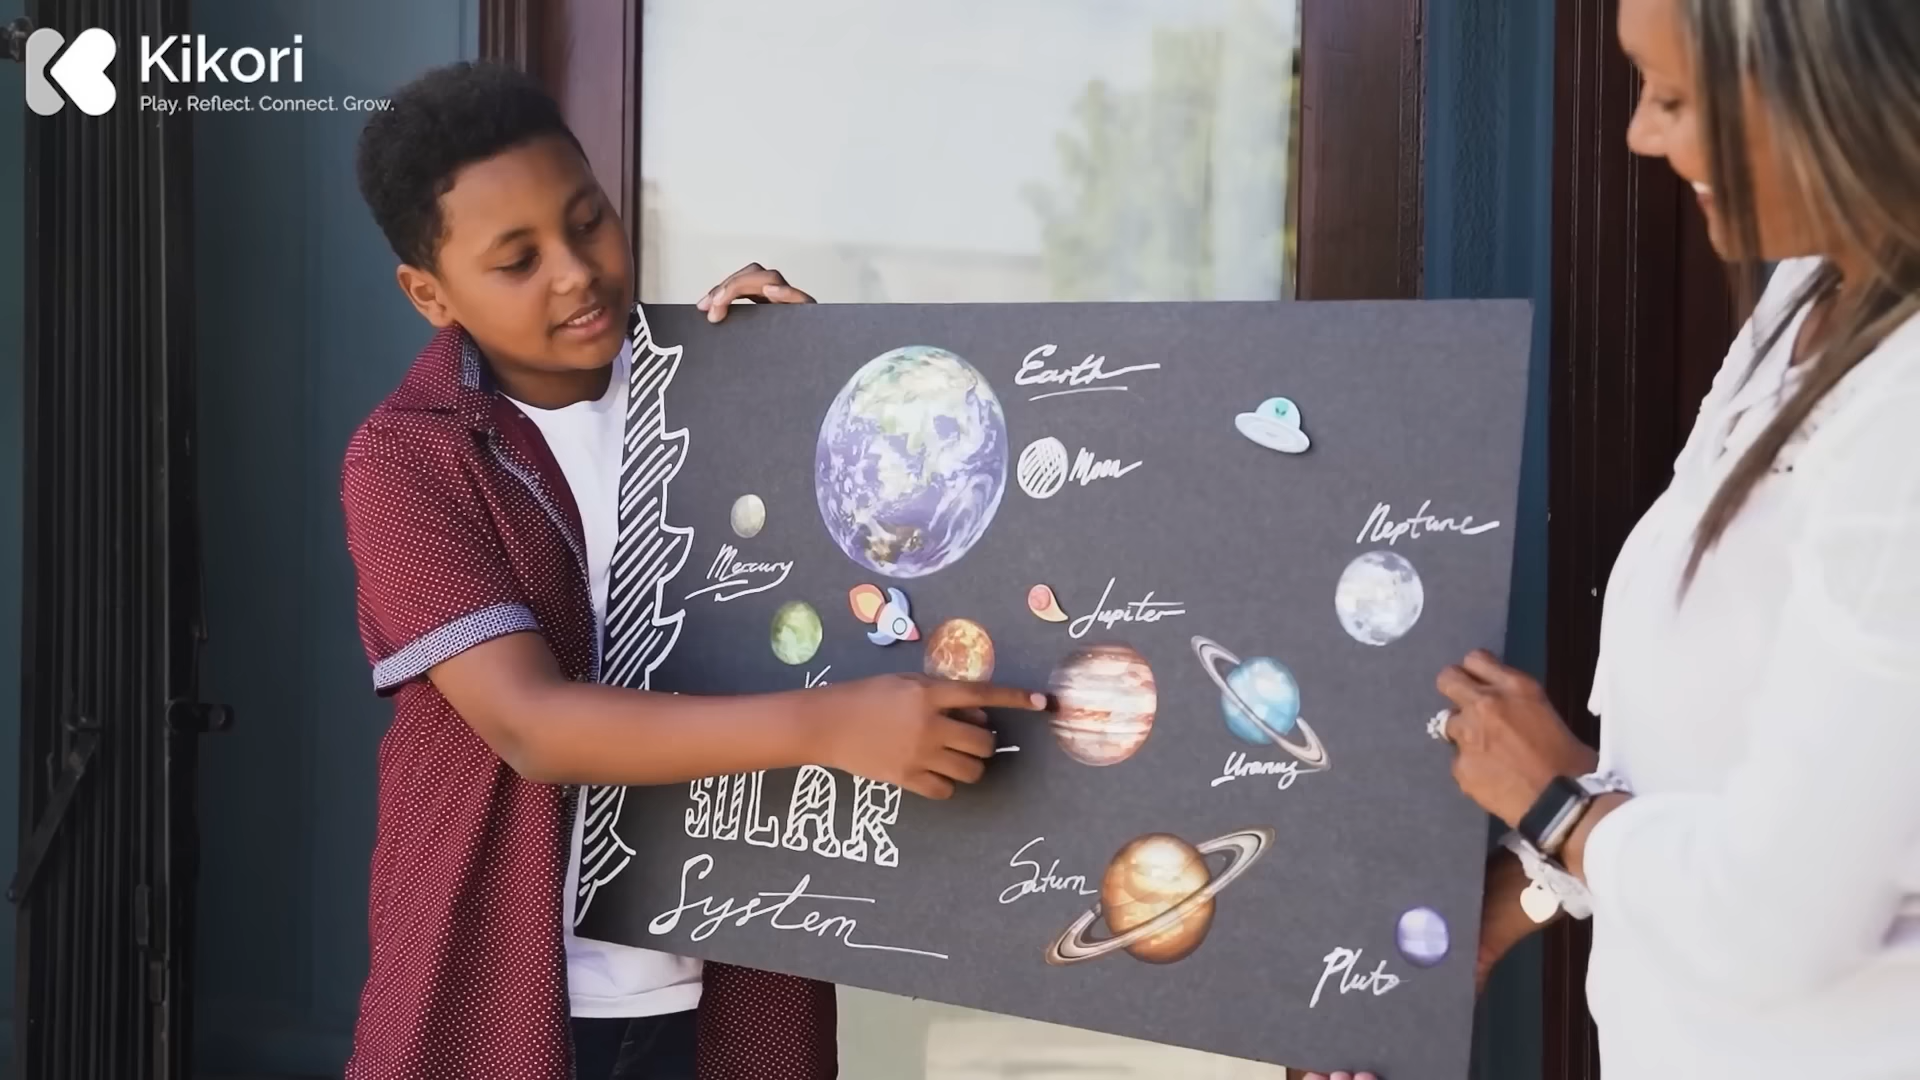 Kikori
Play. Reflect. Connect. Grow.
Earth
Moon
Neptune
Mercury
Jupiter
Uranus
SOLAR
System
Saturn
Pluto